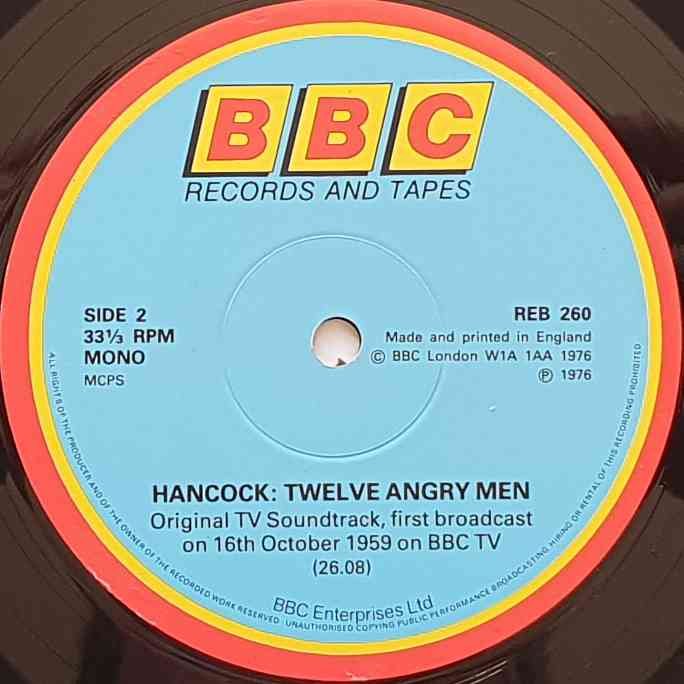 BBC
RECORDS AND TAPES
SIDE 2
33⅓ RPM
MONO
MCPS
REB 260
Made and printed in England
© BBC London W1A 1AA 1976
℗ 1976
HANCOCK: TWELVE ANGRY MEN
Original TV Soundtrack, first broadcast
on 16th October 1959 on BBC TV
(26.08)
BBC Enterprises Ltd
ALL RIGHTS OF THE PRODUCER AND OF THE OWNER OF THE RECORDED WORK RESERVED UNAUTHORISED COPYING PUBLIC PERFORMANCE BROADCASTING, HIRING OR RENTAL OF THIS RECORDING PROHIBITED